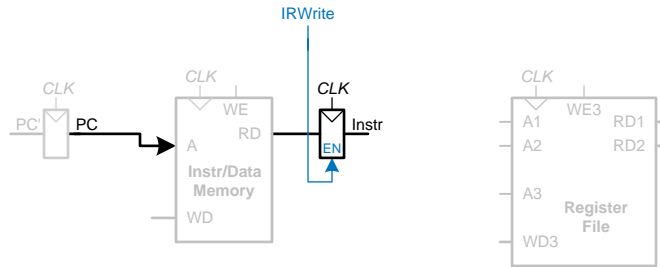 IRWrite
CLK
CLK
CLK
CLK
WE
WE3
PC'
PC
RD
Instr
A1
RD1
EN
A
A2
RD2
Instr/Data
Memory
A3
Register
File
WD
WD3